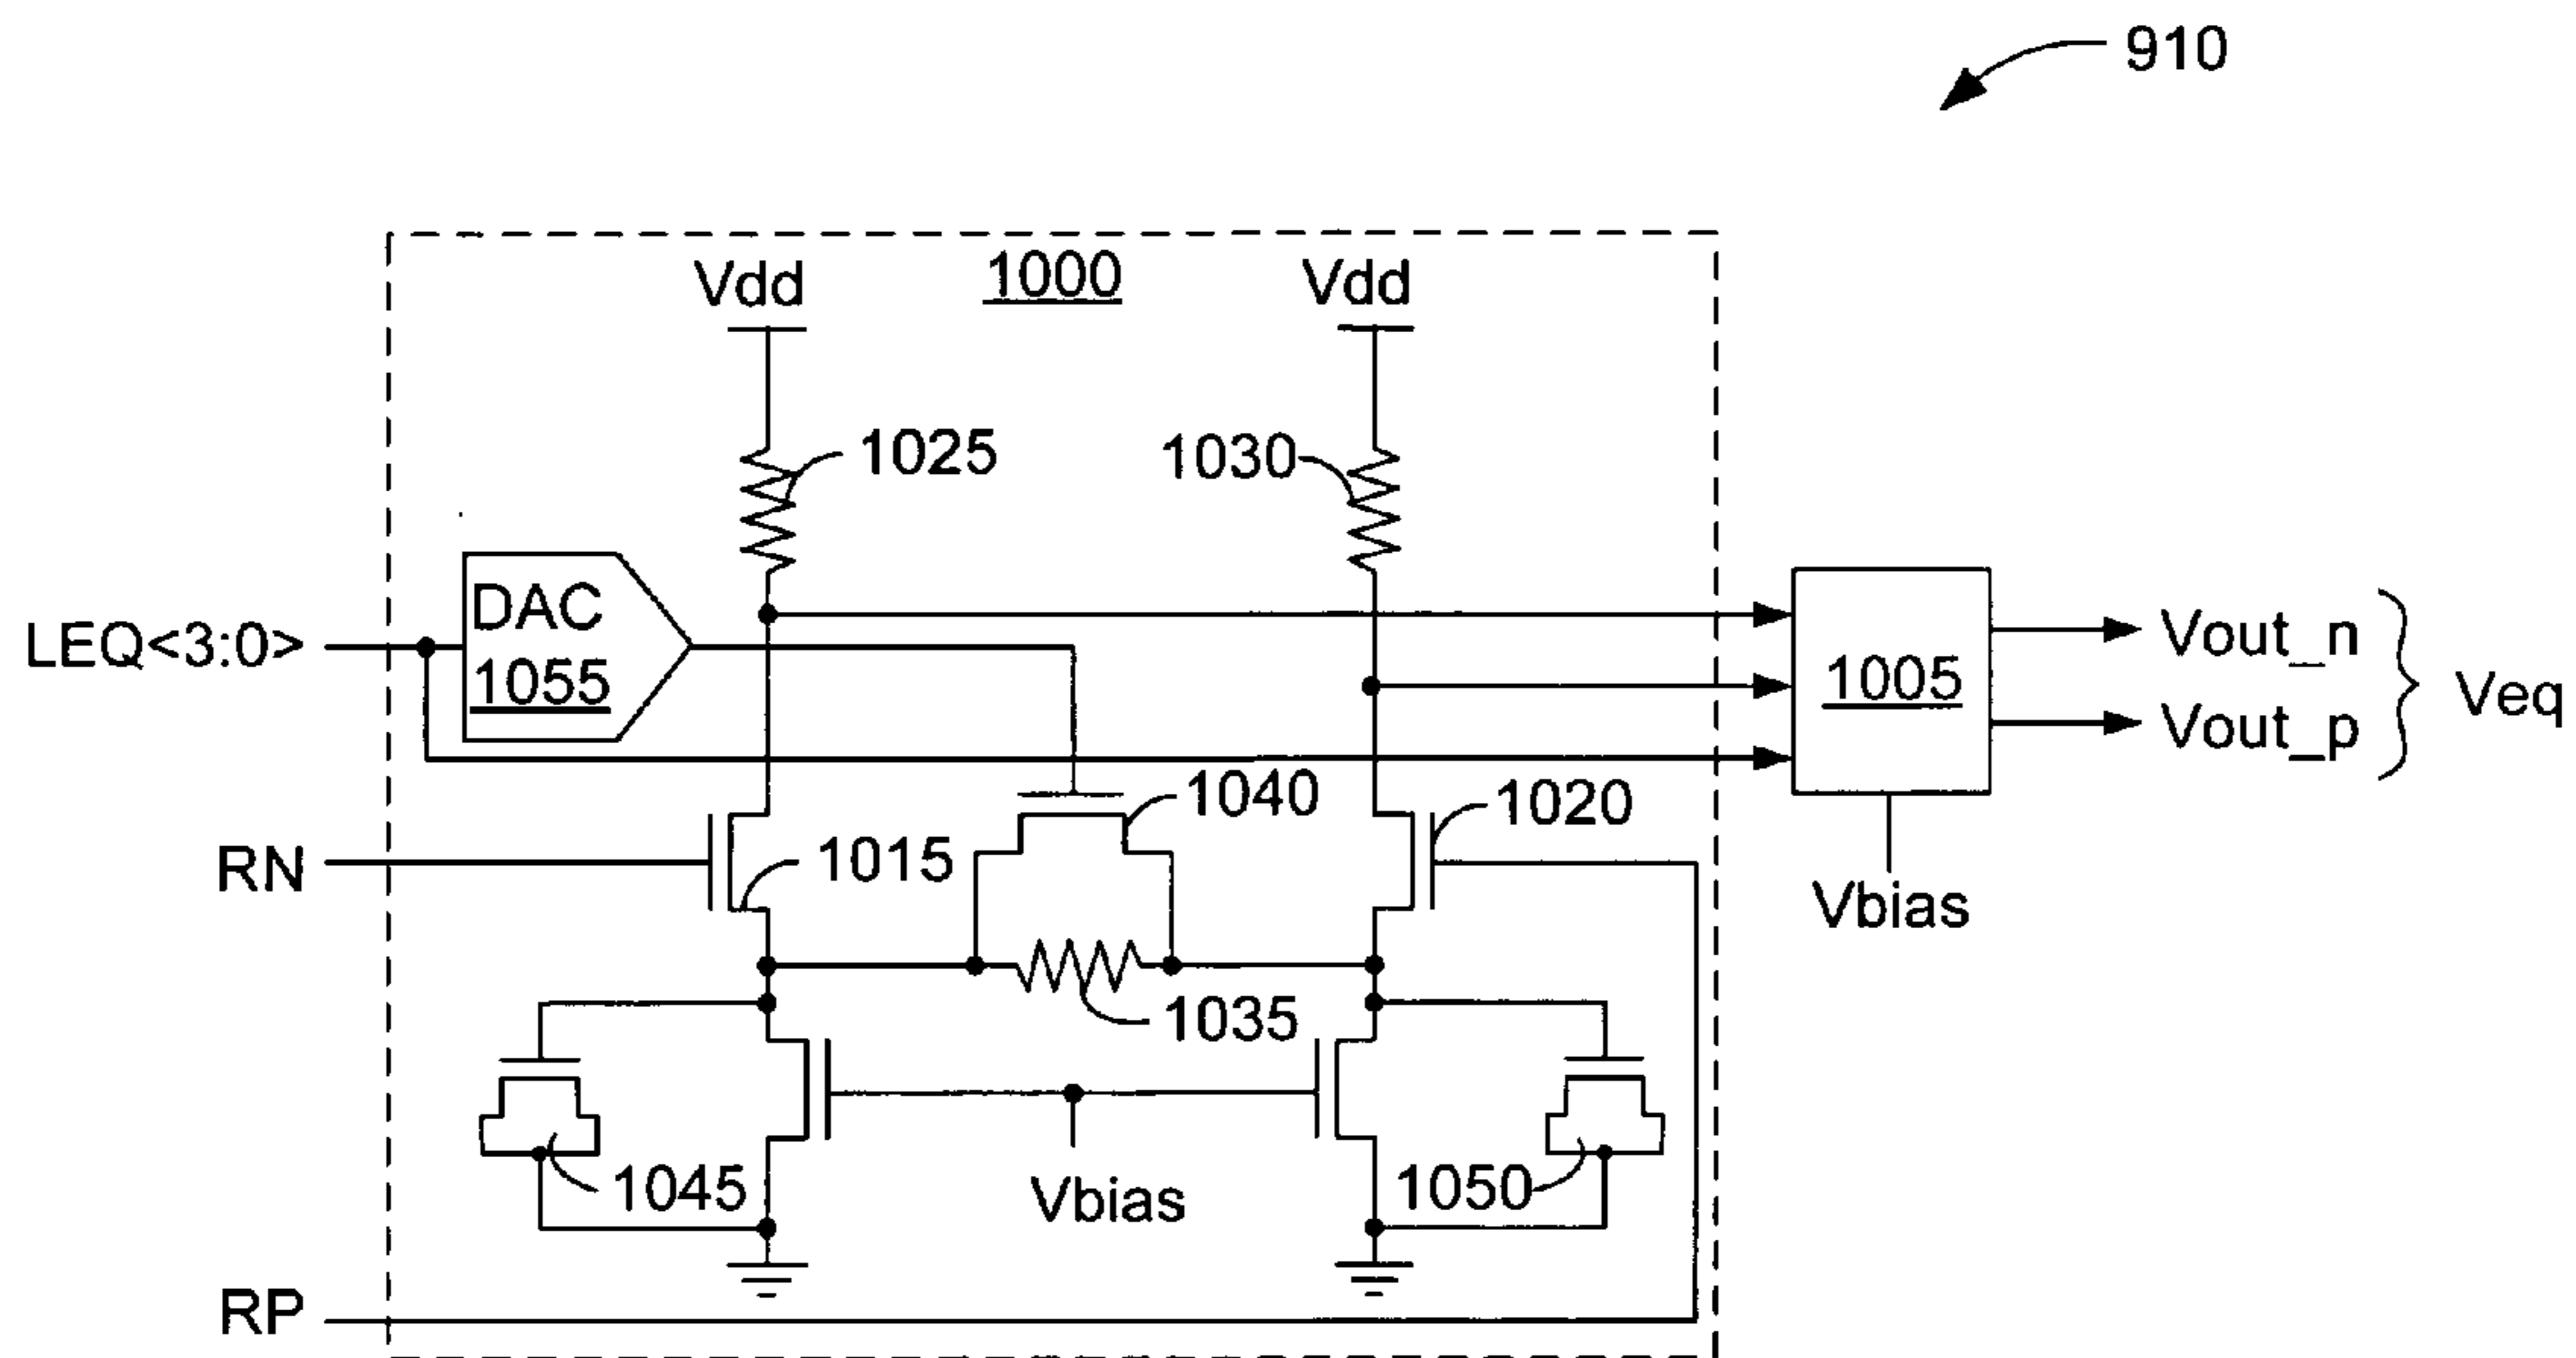 910
Vdd
1000
Vdd
1025
1030
DAC
1055
LEQ<3:0>
1005
Vout_n
Vout_p
Veq
1040
1020
RN
1015
Vbias
1035
1045
Vbias
1050
RP